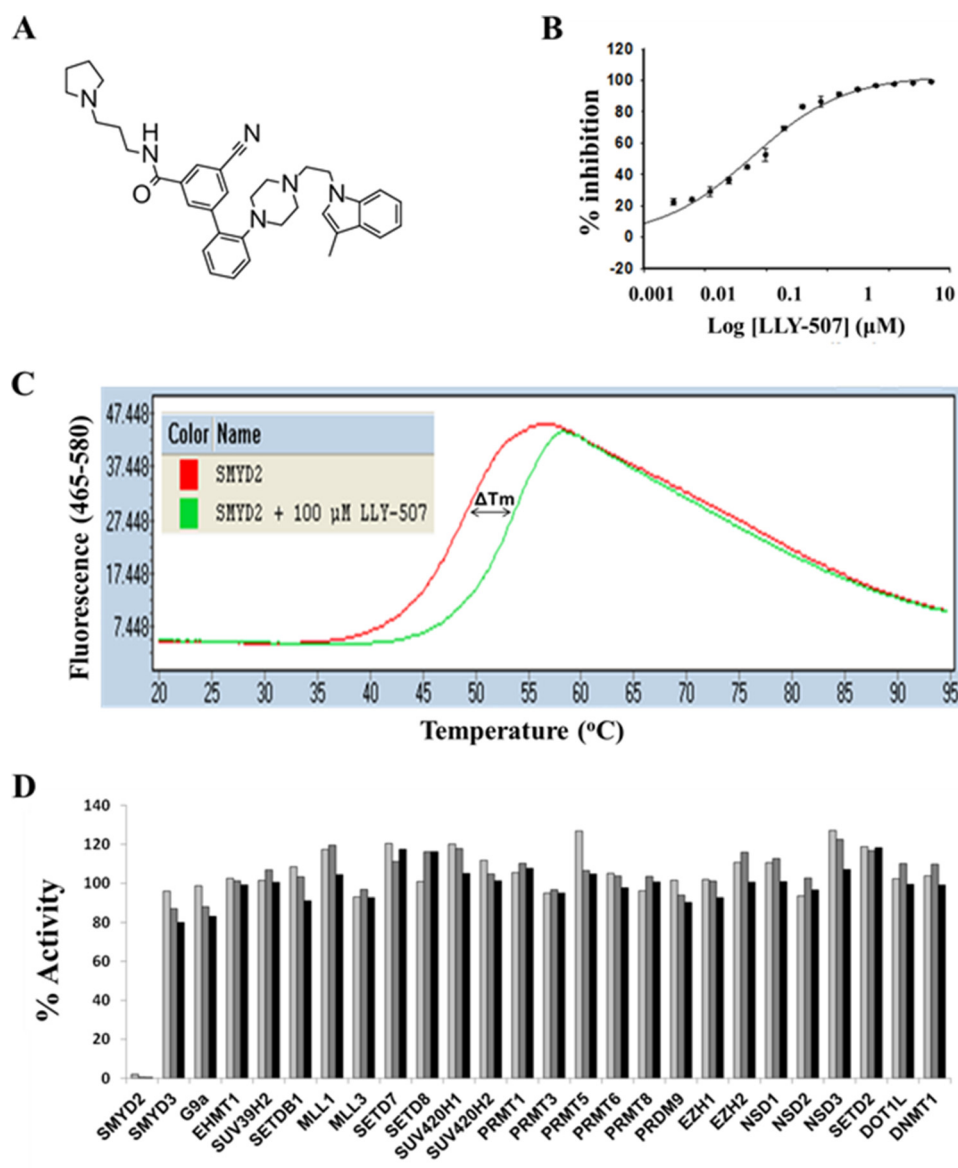 A
N
H
N
O
N
N
N
N
B
120
100
80
60
40
20
0
-20
% inhibition
0.001 0.01 0.1 1 10
Log [LLY-507] (µM)
C
47.448
37.448
27.448
17.448
7.448
Fluorescence (465-580)
Color Name
SMYD2
SMYD2 + 100 µM LLY-507
ΔTm
20 25 30 35 40 45 50 55 60 65 70 75 80 85 90 95
Temperature (°C)
D
140
120
100
80
60
40
20
0
% Activity
SMYD2
SMYD3
G9a
EHMT1
SUV39H2
SETDB1
MLL1
MLL3
SETD7
SETD8
SUV420H1
SUV420H2
PRMT1
PRMT3
PRMT5
PRMT6
PRMT8
PRDM9
EZH1
EZH2
NSD1
NSD2
NSD3
SETD2
DOT1L
DNMT1